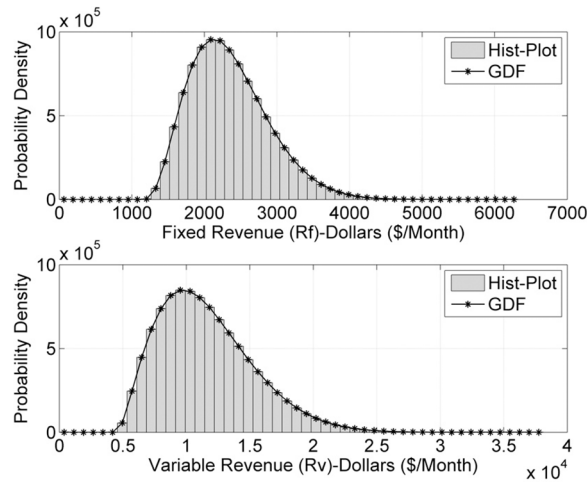 x 10^5
10
5
0
Probability Density
Hist-Plot
GDF
0 1000 2000 3000 4000 5000 6000 7000
Fixed Revenue (Rf)-Dollars ($/Month)
x 10^5
10
5
0
Probability Density
Hist-Plot
GDF
0 0.5 1 1.5 2 2.5 3 3.5 4
x 10^4
Variable Revenue (Rv)-Dollars ($/Month)